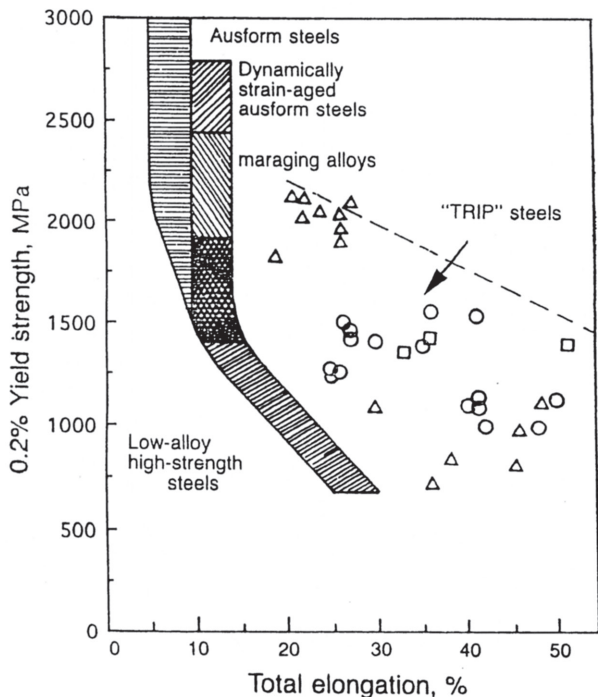 3000
2500
2000
1500
1000
500
0
0.2% Yield strength, MPa
Ausform steels
Dynamically
strain-aged
ausform steels
maraging alloys
"TRIP" steels
Low-alloy
high-strength
steels
0 10 20 30 40 50
Total elongation, %